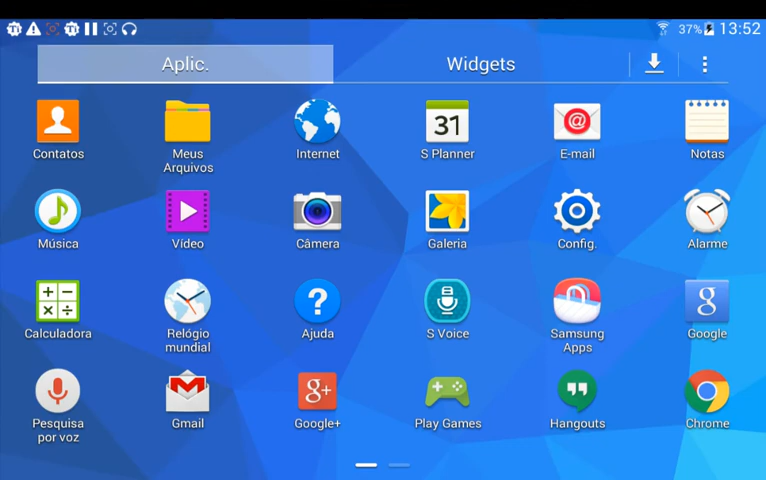 37% 13:52
Aplic. Widgets
31
Contatos Meus Arquivos Internet S Planner E-mail Notas
Música Vídeo Câmera Galeria Config. Alarme
Calculadora Relógio mundial Ajuda S Voice Samsung Apps Google
Pesquisa por voz Gmail Google+ Play Games Hangouts Chrome